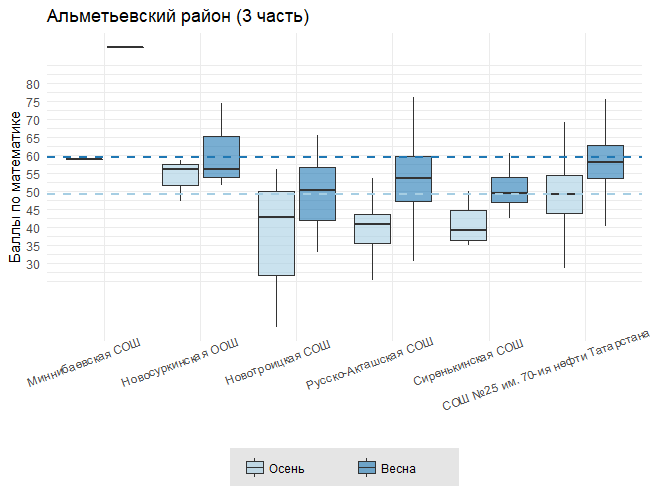 Альметьевский район (3 часть)
Баллы по математике
80
75
70
65
60
55
50
45
40
35
30
Миннибаевская СОШ
Новосуркинская ООШ
Новотроицкая СОШ
Русско-Акташская СОШ
Сиренькинская СОШ
СОШ №25 им. 70-ия нефти Татарстана
Осень
Весна